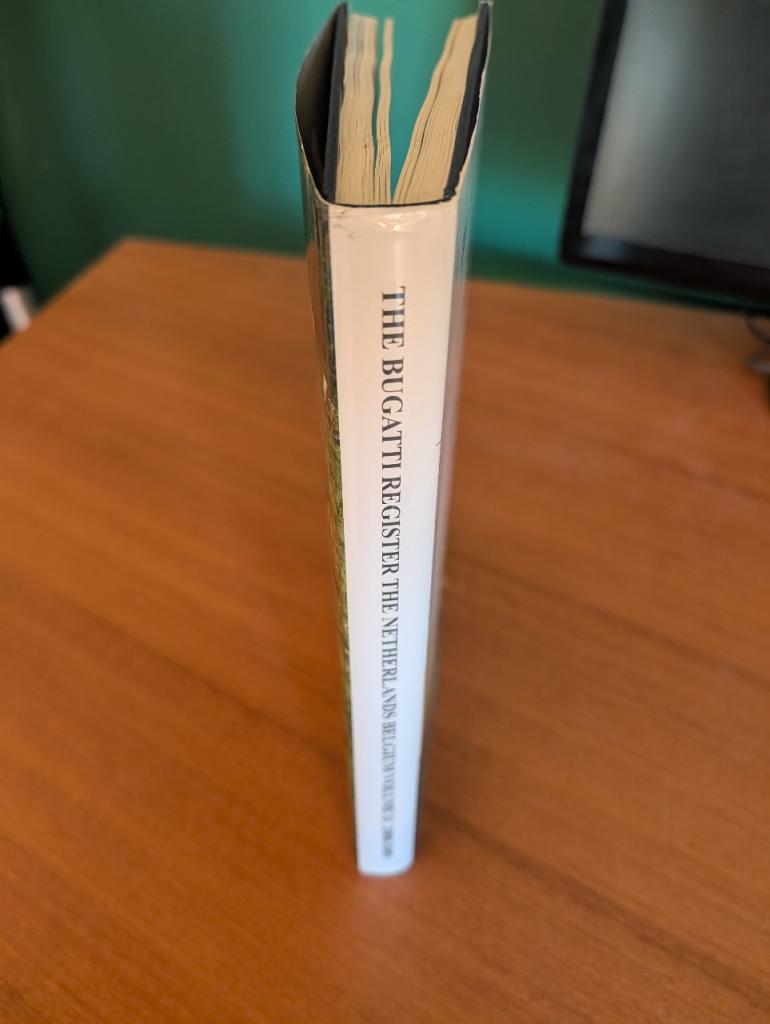 THE BUGATTI REGISTER THE NETHERLANDS BELGIUM VOLUME